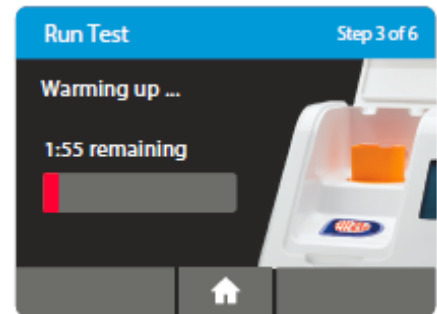 Run Test
Step 3 of 6
Warming up ...
1:55 remaining